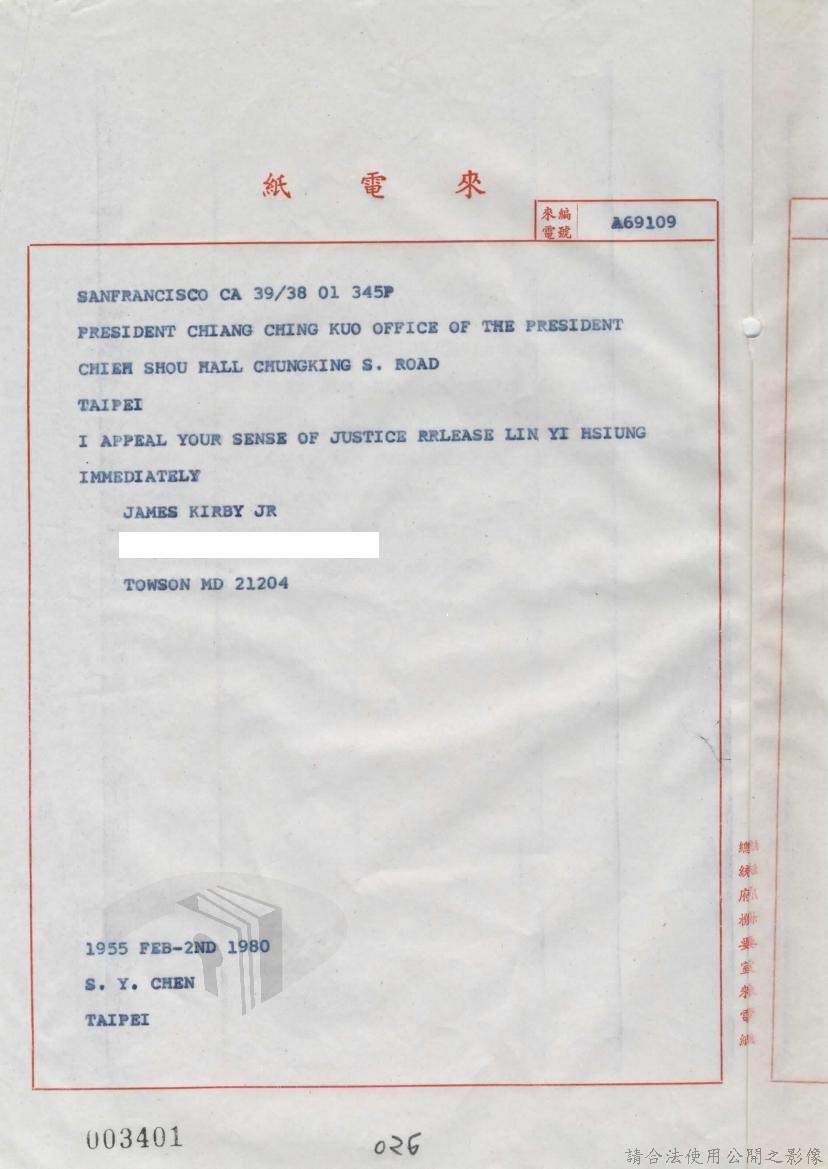 來電紙
來電 編號
A69109
SANFRANCISCO CA 39/38 01 345P
PRESIDENT CHIANG CHING KUO OFFICE OF THE PRESIDENT
CHIEH SHOU HALL CHUNGKING S. ROAD
TAIPEI
I APPEAL YOUR SENSE OF JUSTICE RRLEASE LIN YI HSIUNG
IMMEDIATELY
JAMES KIRBY JR
TOWSON MD 21204
1955 FEB-2ND 1980
S. Y. CHEN
TAIPEI
總統府機要室來電紙
003401
026
請合法使用公開之影像